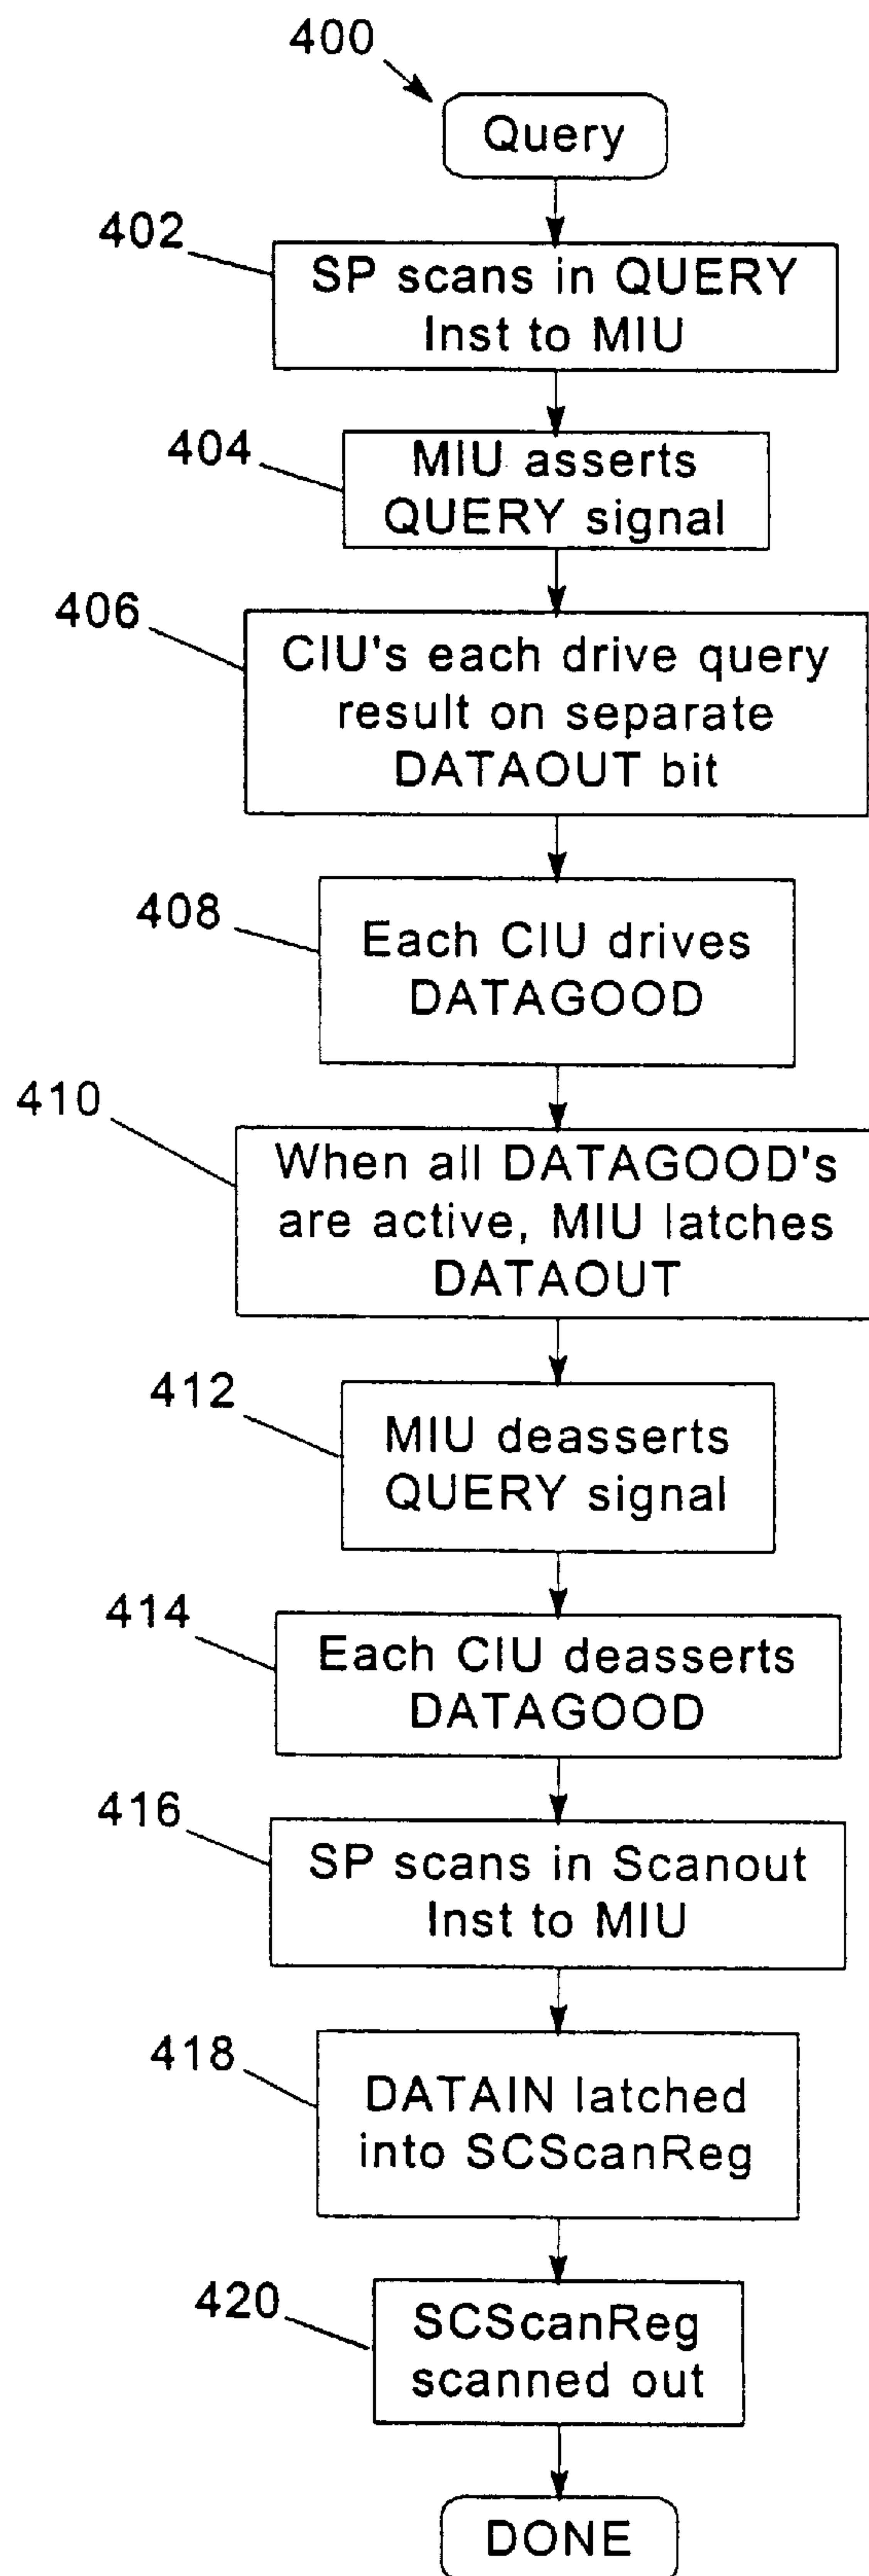 400
Query
402
SP scans in QUERY
Inst to MIU
404
MIU asserts
QUERY signal
406
CIU's each drive query
result on separate
DATAOUT bit
408
Each CIU drives
DATAGOOD
410
When all DATAGOOD's
are active, MIU latches
DATAOUT
412
MIU deasserts
QUERY signal
414
Each CIU deasserts
DATAGOOD
416
SP scans in Scanout
Inst to MIU
418
DATAIN latched
into SCScanReg
420
SCScanReg
scanned out
DONE